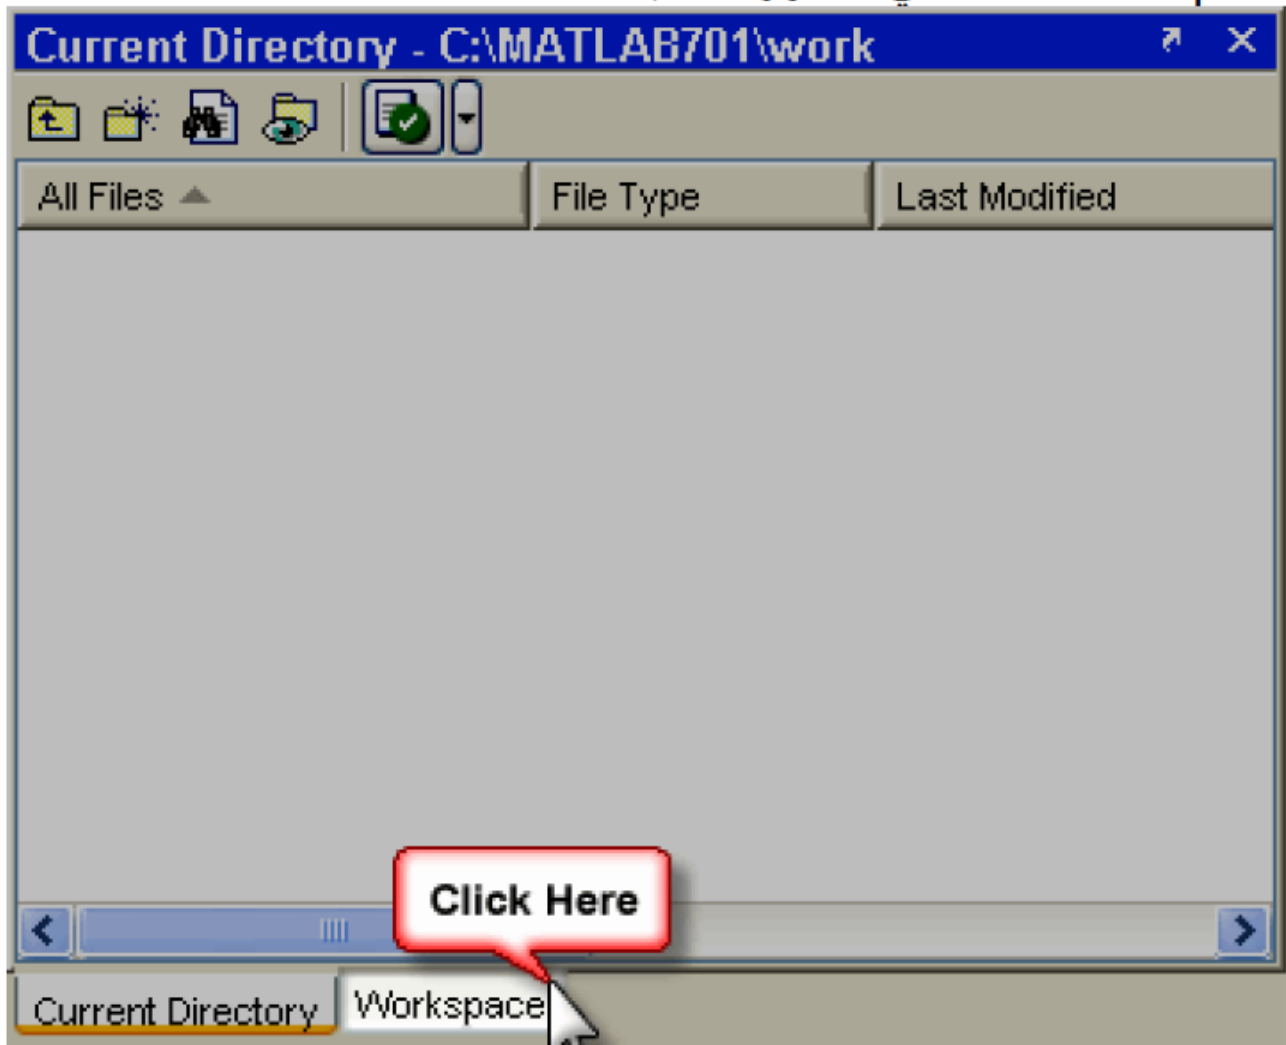 Current Directory - C:\MATLAB701\work
All Files File Type Last Modified
Click Here
Current Directory Workspace